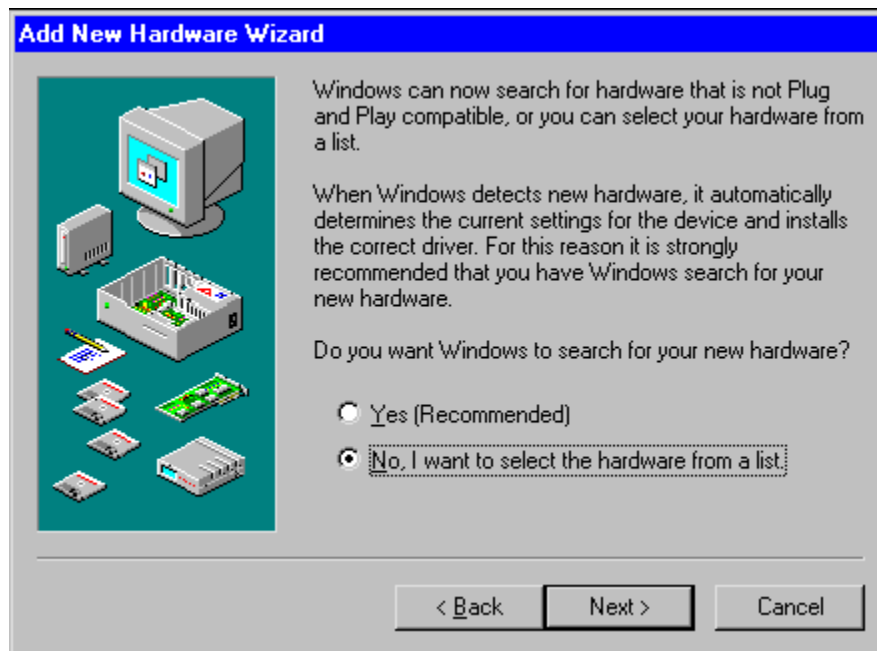 Add New Hardware Wizard
Windows can now search for hardware that is not Plug
and Play compatible, or you can select your hardware from
a list.
When Windows detects new hardware, it automatically
determines the current settings for the device and installs
the correct driver. For this reason it is strongly
recommended that you have Windows search for your
new hardware.
Do you want Windows to search for your new hardware?
Yes (Recommended)
No, I want to select the hardware from a list.
< Back
Next >
Cancel